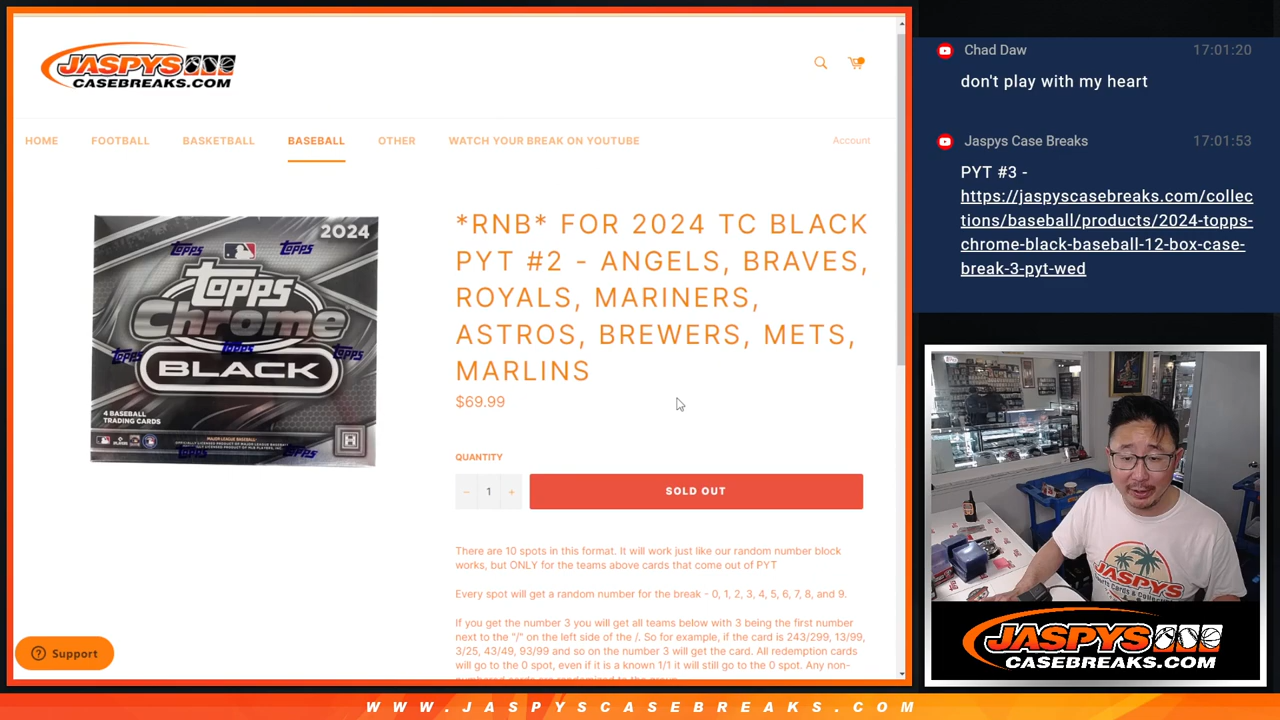 JASPYS
CASEBREAKS.COM
HOME FOOTBALL BASKETBALL BASEBALL OTHER WATCH YOUR BREAK ON YOUTUBE Account
2024
topps
Chrome
BLACK
4 BASEBALL
TRADING CARDS
*RNB* FOR 2024 TC BLACK
PYT #2 - ANGELS, BRAVES,
ROYALS, MARINERS,
ASTROS, BREWERS, METS,
MARLINS
$69.99
QUANTITY
− 1 +
SOLD OUT
There are 10 spots in this format. It will work just like our random number block
works, but ONLY for the teams above cards that come out of PYT
Every spot will get a random number for the break - 0, 1, 2, 3, 4, 5, 6, 7, 8, and 9.
If you get the number 3 you will get all teams below with 3 being the first number
next to the "/" on the left side of the /. So for example, if the card is 243/299, 13/99,
3/25, 43/49, 93/99 and so on the number 3 will get the card. All redemption cards
will go to the 0 spot, even if it is a known 1/1 it will still go to the 0 spot. Any non-
Support
Chad Daw 17:01:20
don't play with my heart
Jaspys Case Breaks 17:01:53
PYT #3 -
https://jaspyscasebreaks.com/collec
tions/baseball/products/2024-topps-
chrome-black-baseball-12-box-case-
break-3-pyt-wed
JASPYS
JASPYS
CASEBREAKS.COM
WWW.JASPYSCASEBREAKS.COM